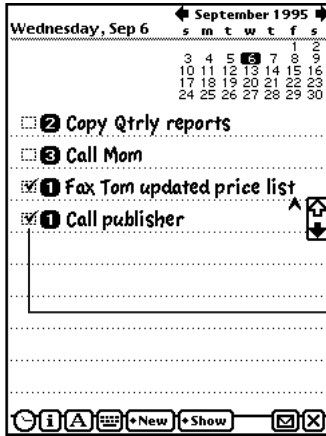 September 1995
Wednesday, Sep 6
s m t w t f s
1 2
3 4 5 6 7 8 9
10 11 12 13 14 15 16
17 18 19 20 21 22 23
24 25 26 27 28 29 30
2 Copy Qtrly reports
3 Call Mom
1 Fax Tom updated price list
1 Call publisher
i A New Show